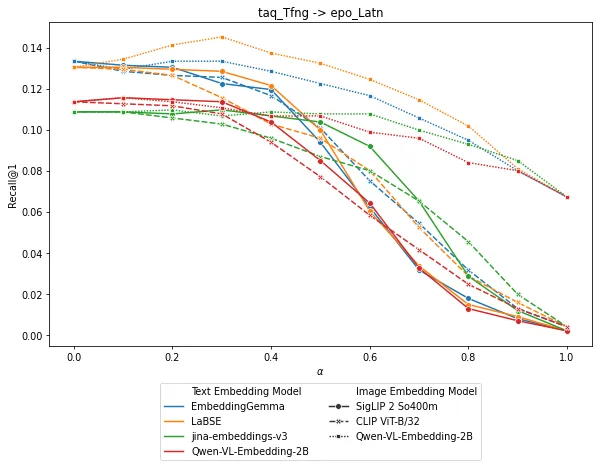 taq_Tfng -> epo_Latn
Recall@1
0.14
0.12
0.10
0.08
0.06
0.04
0.02
0.00
0.0 0.2 0.4 0.6 0.8 1.0
α
Text Embedding Model Image Embedding Model
EmbeddingGemma SigLIP 2 So400m
LaBSE CLIP ViT-B/32
jina-embeddings-v3 Qwen-VL-Embedding-2B
Qwen-VL-Embedding-2B